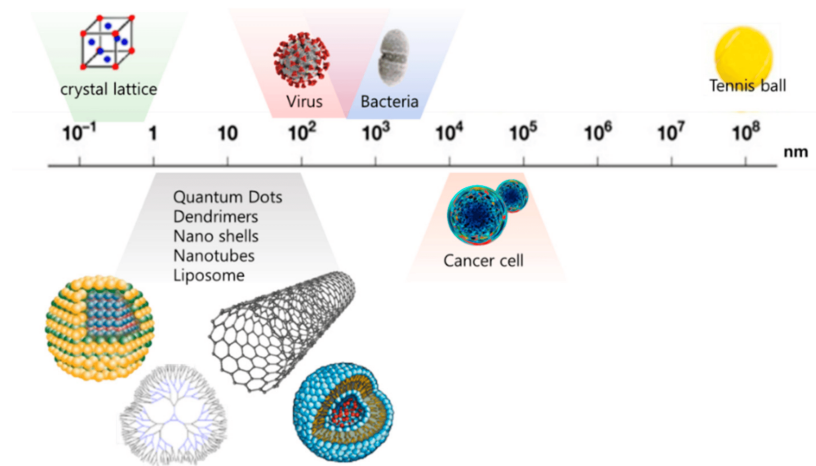 crystal lattice
Virus
Bacteria
Tennis ball
10⁻¹ 1 10 10² 10³ 10⁴ 10⁵ 10⁶ 10⁷ 10⁸
nm
Quantum Dots
Dendrimers
Nano shells
Nanotubes
Liposome
Cancer cell